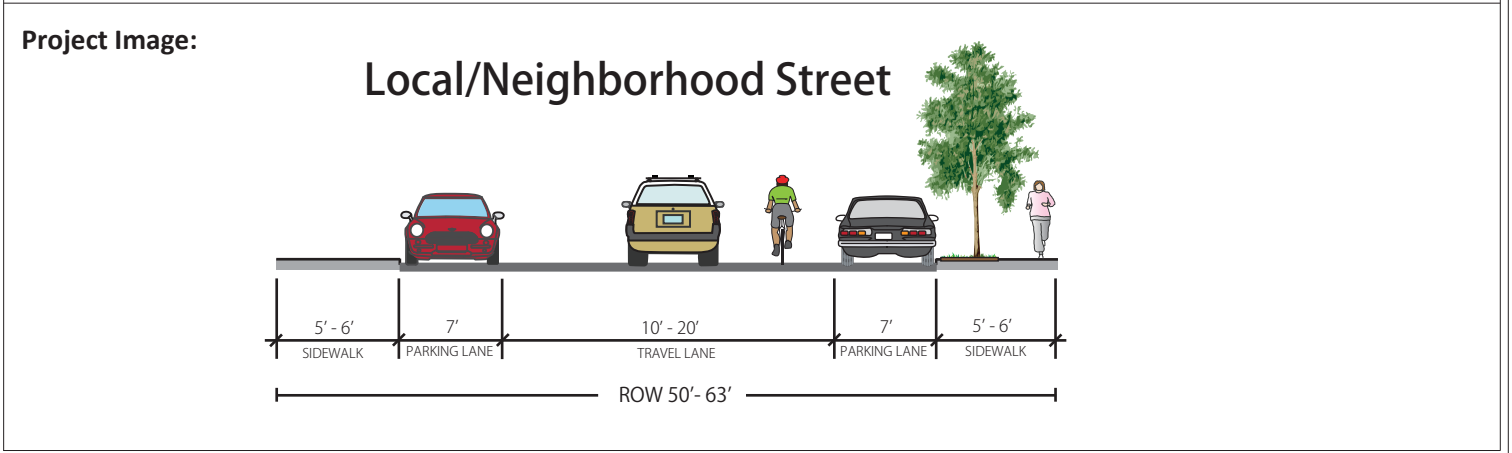 Project Image:
Local/Neighborhood Street
5’ - 6’ 7’ 10’ - 20’ 7’ 5’ - 6’
SIDEWALK PARKING LANE TRAVEL LANE PARKING LANE SIDEWALK
ROW 50’- 63’